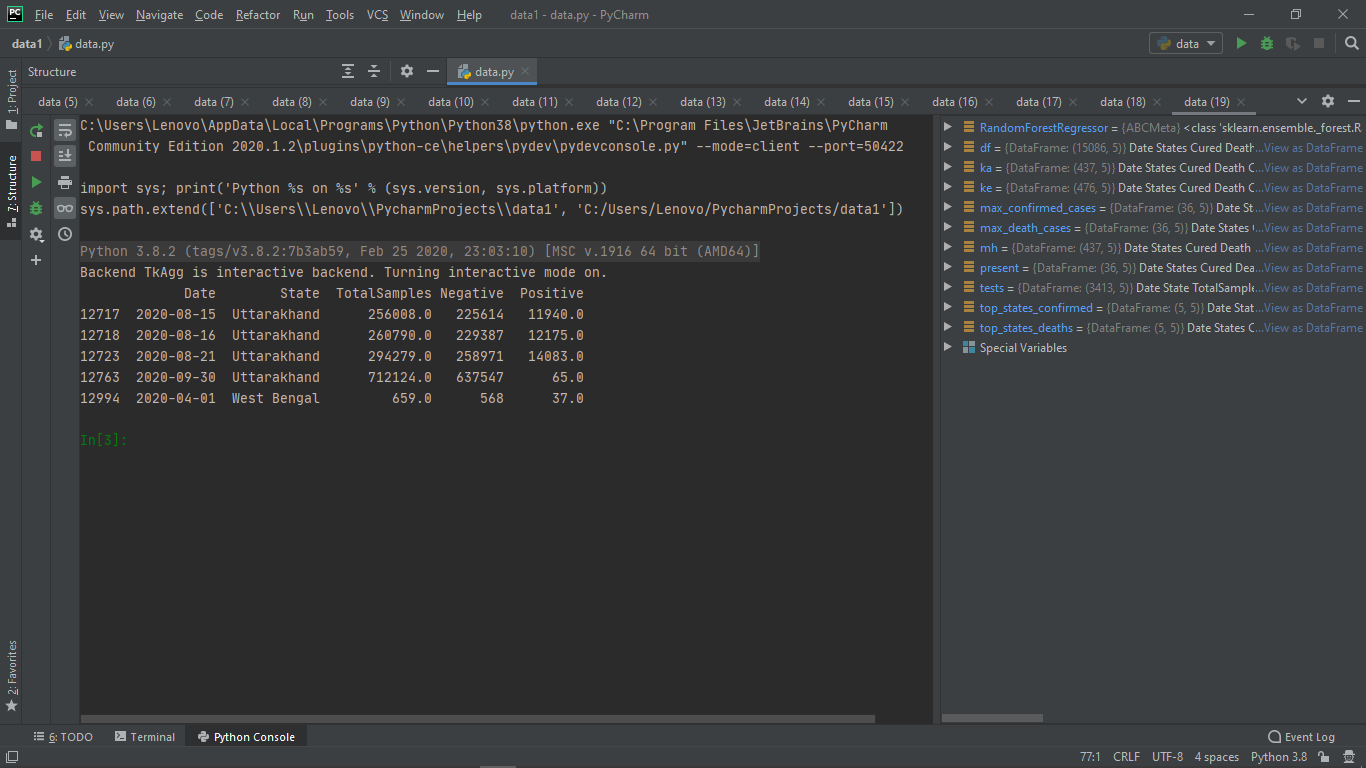 File Edit View Navigate Code Refactor Run Tools VCS Window Help data1 - data.py - PyCharm
data1 data.py data
Structure data.py
data (5) data (6) data (7) data (8) data (9) data (10) data (11) data (12) data (13) data (14) data (15) data (16) data (17) data (18) data (19)
1: Project
7: Structure
2: Favorites
C:\Users\Lenovo\AppData\Local\Programs\Python\Python38\python.exe "C:\Program Files\JetBrains\PyCharm
Community Edition 2020.1.2\plugins\python-ce\helpers\pydev\pydevconsole.py" --mode=client --port=50422
import sys; print('Python %s on %s' % (sys.version, sys.platform))
sys.path.extend(['C:\\Users\\Lenovo\\PycharmProjects\\data1', 'C:/Users/Lenovo/PycharmProjects/data1'])
Python 3.8.2 (tags/v3.8.2:7b3ab59, Feb 25 2020, 23:03:10) [MSC v.1916 64 bit (AMD64)]
Backend TkAgg is interactive backend. Turning interactive mode on.
Date State TotalSamples Negative Positive
12717 2020-08-15 Uttarakhand 256008.0 225614 11940.0
12718 2020-08-16 Uttarakhand 260790.0 229387 12175.0
12723 2020-08-21 Uttarakhand 294279.0 258971 14083.0
12763 2020-09-30 Uttarakhand 712124.0 637547 65.0
12994 2020-04-01 West Bengal 659.0 568 37.0
In[3]:
RandomForestRegressor = {ABCMeta} <class 'sklearn.ensemble._forest.R
df = {DataFrame: (15086, 5)} Date States Cured Death ...View as DataFrame
ka = {DataFrame: (437, 5)} Date States Cured Death C...View as DataFrame
ke = {DataFrame: (476, 5)} Date States Cured Death C...View as DataFrame
max_confirmed_cases = {DataFrame: (36, 5)} Date St...View as DataFrame
max_death_cases = {DataFrame: (36, 5)} Date States ...View as DataFrame
mh = {DataFrame: (437, 5)} Date States Cured Death ...View as DataFrame
present = {DataFrame: (36, 5)} Date States Cured Dea...View as DataFrame
tests = {DataFrame: (3413, 5)} Date State TotalSample...View as DataFrame
top_states_confirmed = {DataFrame: (5, 5)} Date Stat...View as DataFrame
top_states_deaths = {DataFrame: (5, 5)} Date States C...View as DataFrame
Special Variables
6: TODO Terminal Python Console Event Log
77:1 CRLF UTF-8 4 spaces Python 3.8